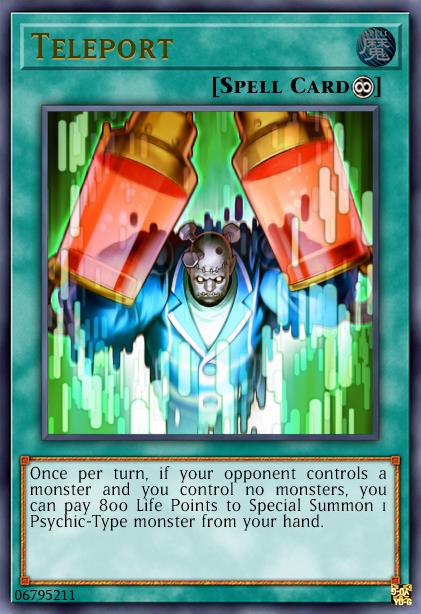 TELEPORT
魔
[SPELL CARD]
Once per turn, if your opponent controls a
monster and you control no monsters, you
can pay 800 Life Points to Special Summon 1
Psychic-Type monster from your hand.
06795211